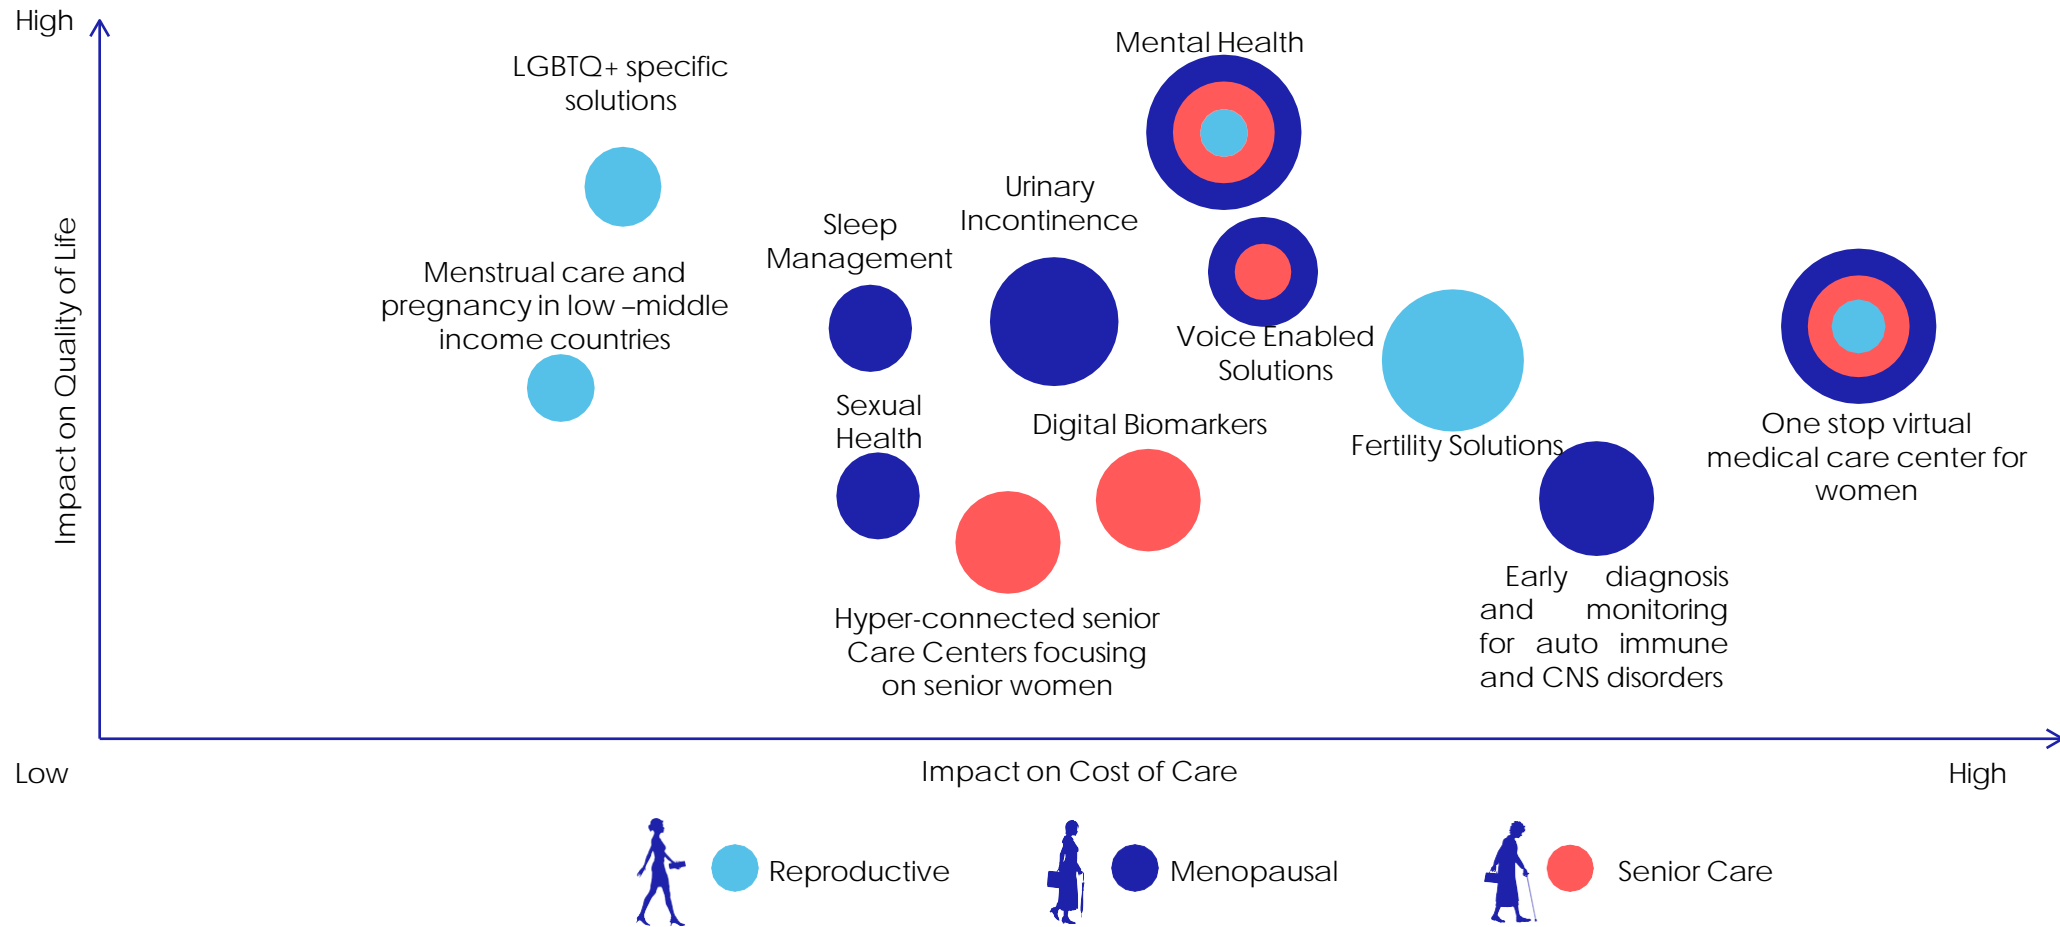 High
LGBTQ+ specific
solutions
Mental Health
Urinary
Incontinence
Sleep
Management
Menstrual care and
pregnancy in low –middle
income countries
Voice Enabled
Solutions
Sexual
Health
Digital Biomarkers
Fertility Solutions
One stop virtual
medical care center for
women
Early diagnosis
and monitoring
for auto immune
and CNS disorders
Hyper-connected senior
Care Centers focusing
on senior women
Impact on Quality of Life
Low
Impact on Cost of Care
High
Reproductive
Menopausal
Senior Care